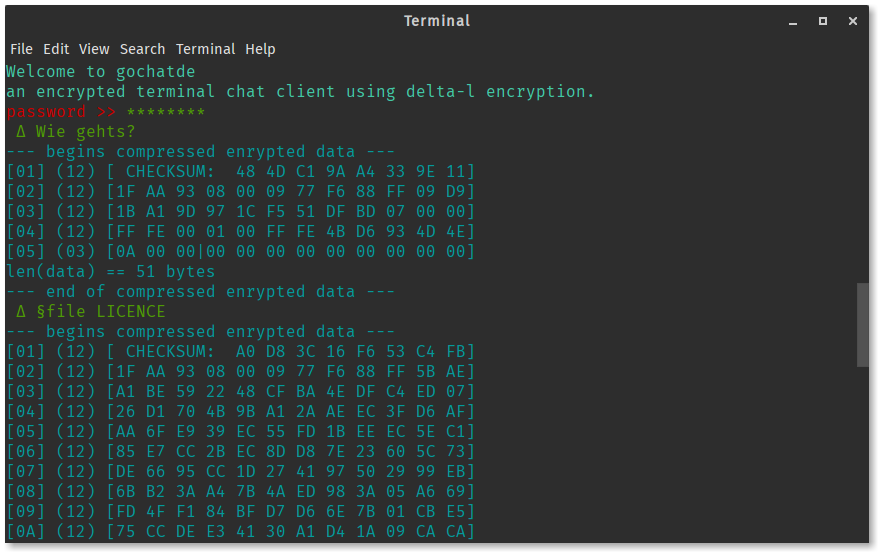 Terminal
File Edit View Search Terminal Help
Welcome to gochatde
an encrypted terminal chat client using delta-l encryption.
password >> ********
Δ Wie gehts?
--- begins compressed enrypted data ---
[01] (12) [ CHECKSUM:  48 4D C1 9A A4 33 9E 11]
[02] (12) [1F AA 93 08 00 09 77 F6 88 FF 09 D9]
[03] (12) [1B A1 9D 97 1C F5 51 DF BD 07 00 00]
[04] (12) [FF FE 00 01 00 FF FE 4B D6 93 4D 4E]
[05] (03) [0A 00 00|00 00 00 00 00 00 00 00 00]
len(data) == 51 bytes
--- end of compressed enrypted data ---
Δ §file LICENCE
--- begins compressed enrypted data ---
[01] (12) [ CHECKSUM:  A0 D8 3C 16 F6 53 C4 FB]
[02] (12) [1F AA 93 08 00 09 77 F6 88 FF 5B AE]
[03] (12) [A1 BE 59 22 48 CF BA 4E DF C4 ED 07]
[04] (12) [26 D1 70 4B 9B A1 2A AE EC 3F D6 AF]
[05] (12) [AA 6F E9 39 EC 55 FD 1B EE EC 5E C1]
[06] (12) [85 E7 CC 2B EC 8D D8 7E 23 60 5C 73]
[07] (12) [DE 66 95 CC 1D 27 41 97 50 29 99 EB]
[08] (12) [6B B2 3A A4 7B 4A ED 98 3A 05 A6 69]
[09] (12) [FD 4F F1 84 BF D7 D6 6E 7B 01 CB E5]
[0A] (12) [75 CC DE E3 41 30 A1 D4 1A 09 CA CA]